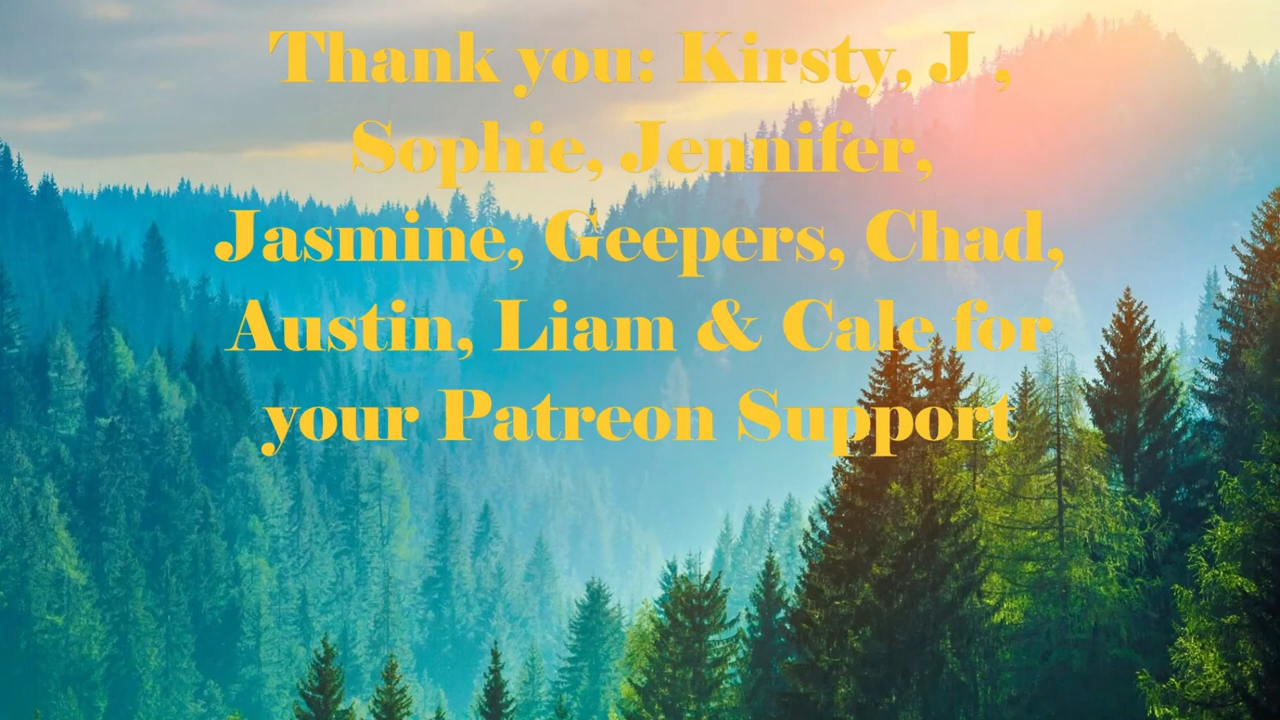 Thank you: Kirsty, J ,
Sophie, Jennifer,
Jasmine, Geepers, Chad,
Austin, Liam & Cale for
your Patreon Support